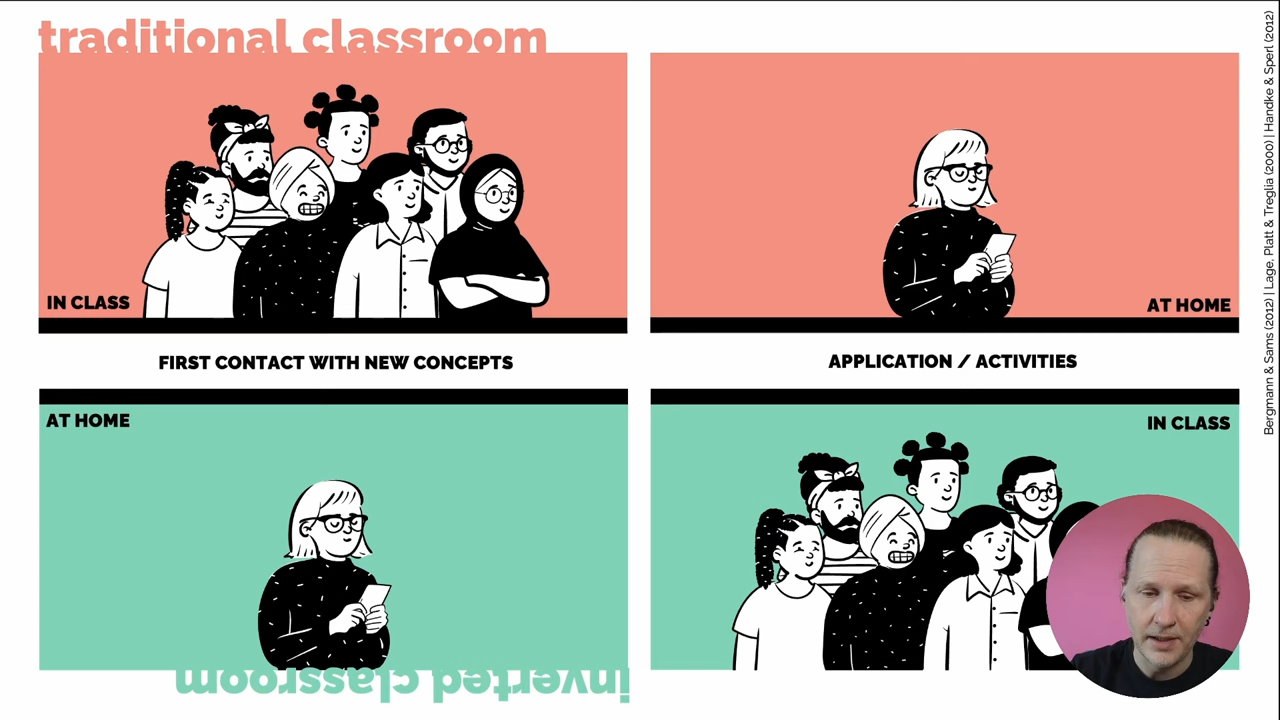 traditional classroom
IN CLASS
AT HOME
FIRST CONTACT WITH NEW CONCEPTS
APPLICATION / ACTIVITIES
AT HOME
IN CLASS
inverted classroom
Bergmann & Sams (2012) | Lage, Platt & Treglia (2000) | Handke & Sperl (2012)